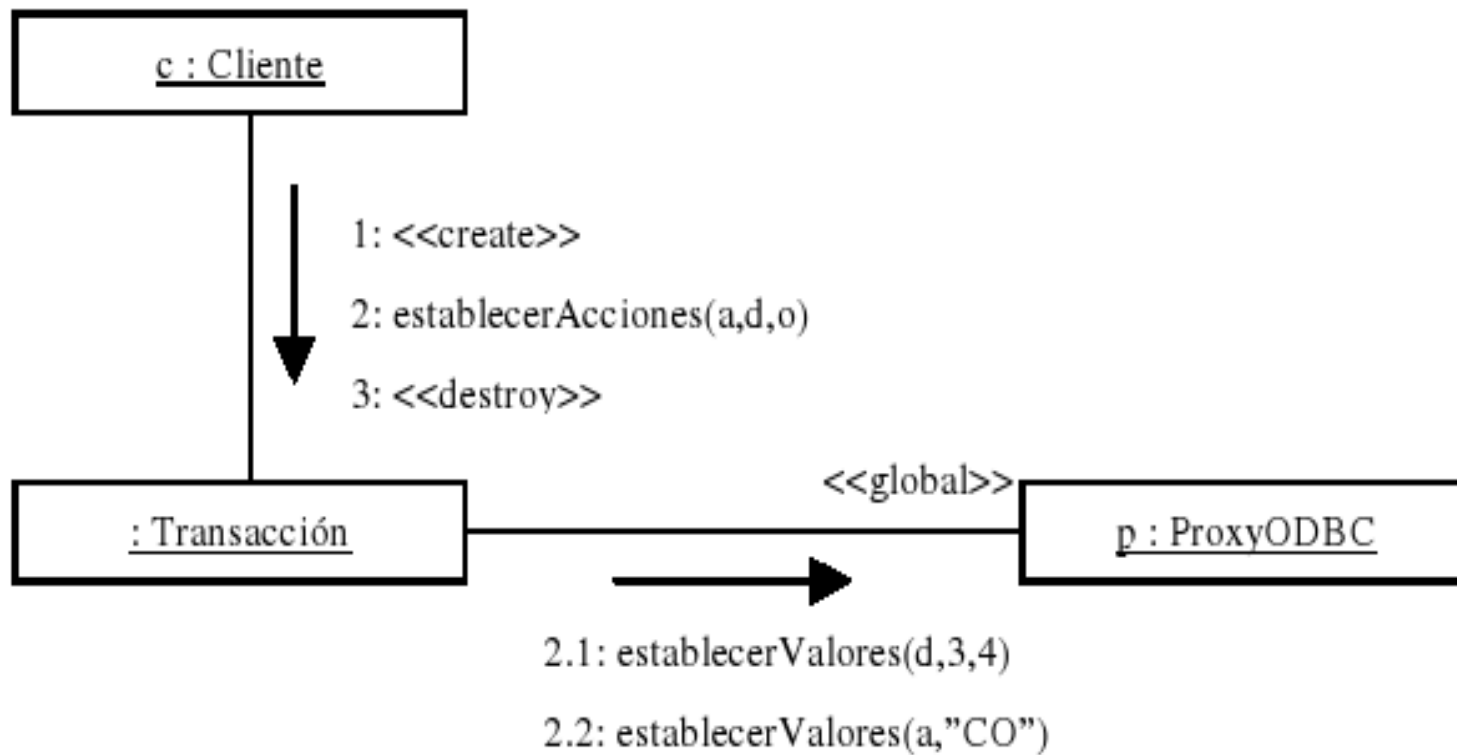 c : Cliente
1: <<create>>
2: establecerAcciones(a,d,o)
3: <<destroy>>
<<global>>
: Transacción
p : ProxyODBC
2.1: establecerValores(d,3,4)
2.2: establecerValores(a,”CO”)